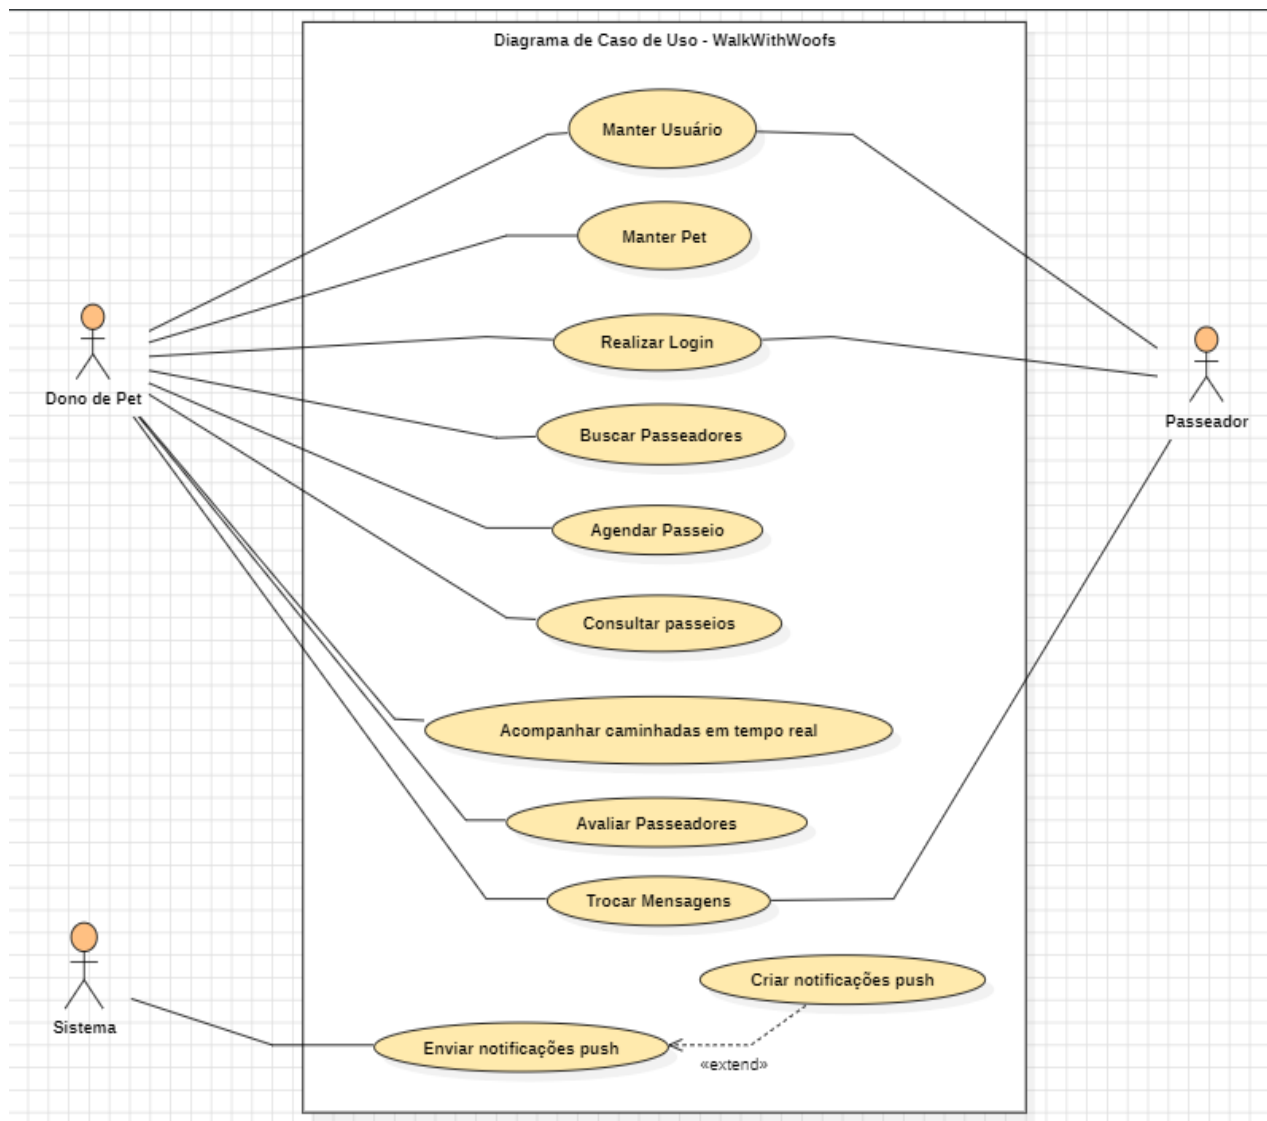 Diagrama de Caso de Uso - WalkWithWoofs
Manter Usuário
Manter Pet
Realizar Login
Dono de Pet
Passeador
Buscar Passeadores
Agendar Passeio
Consultar passeios
Acompanhar caminhadas em tempo real
Avaliar Passeadores
Trocar Mensagens
Criar notificações push
Sistema
Enviar notificações push
«extend»